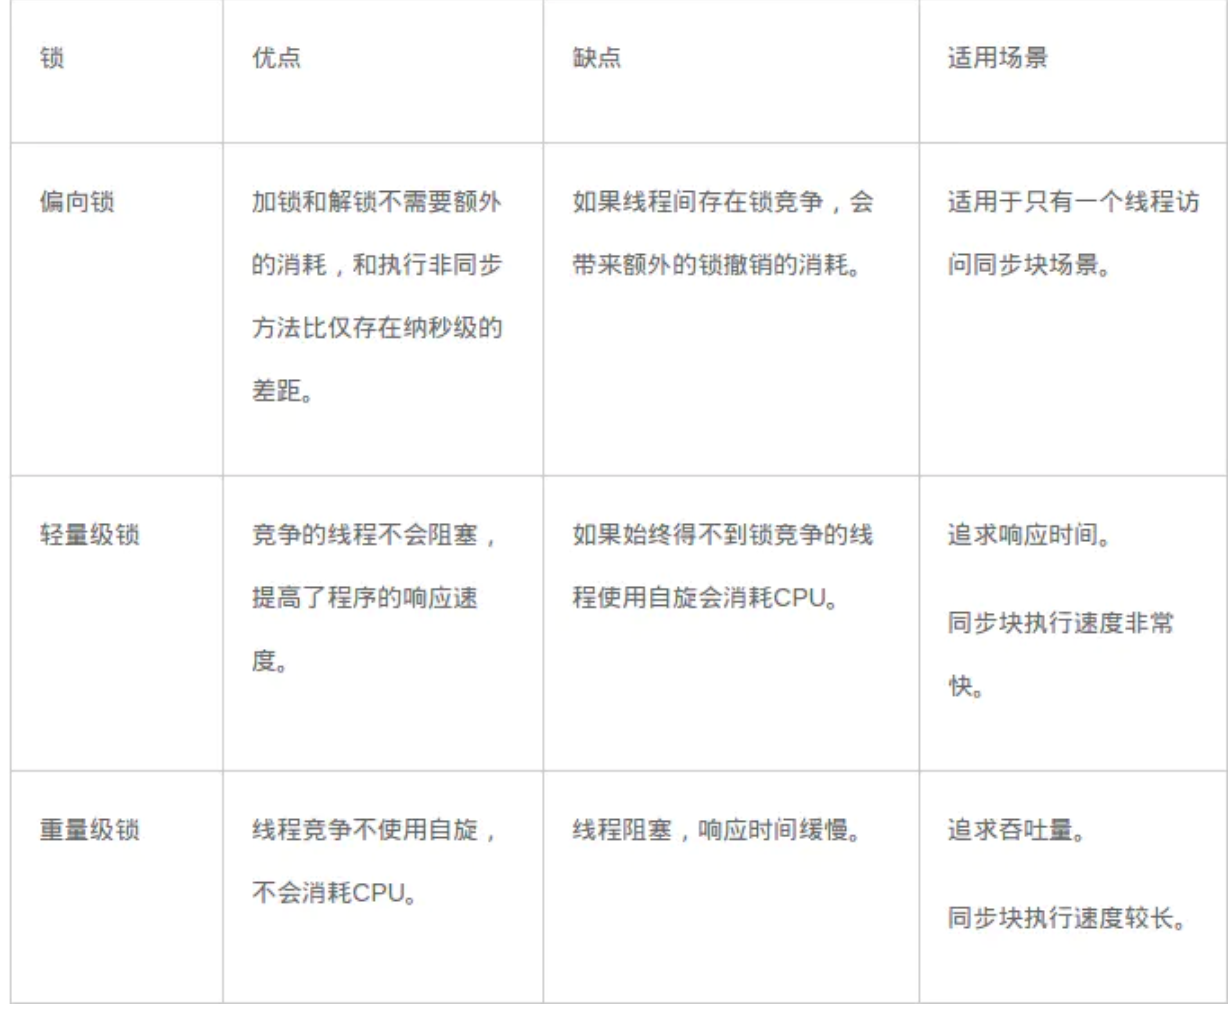 锁
优点
缺点
适用场景
偏向锁
加锁和解锁不需要额外
的消耗，和执行非同步
方法比仅存在纳秒级的
差距。
如果线程间存在锁竞争，会
带来额外的锁撤销的消耗。
适用于只有一个线程访
问同步块场景。
轻量级锁
竞争的线程不会阻塞，
提高了程序的响应速
度。
如果始终得不到锁竞争的线
程使用自旋会消耗CPU。
追求响应时间。
同步块执行速度非常
快。
重量级锁
线程竞争不使用自旋，
不会消耗CPU。
线程阻塞，响应时间缓慢。
追求吞吐量。
同步块执行速度较长。